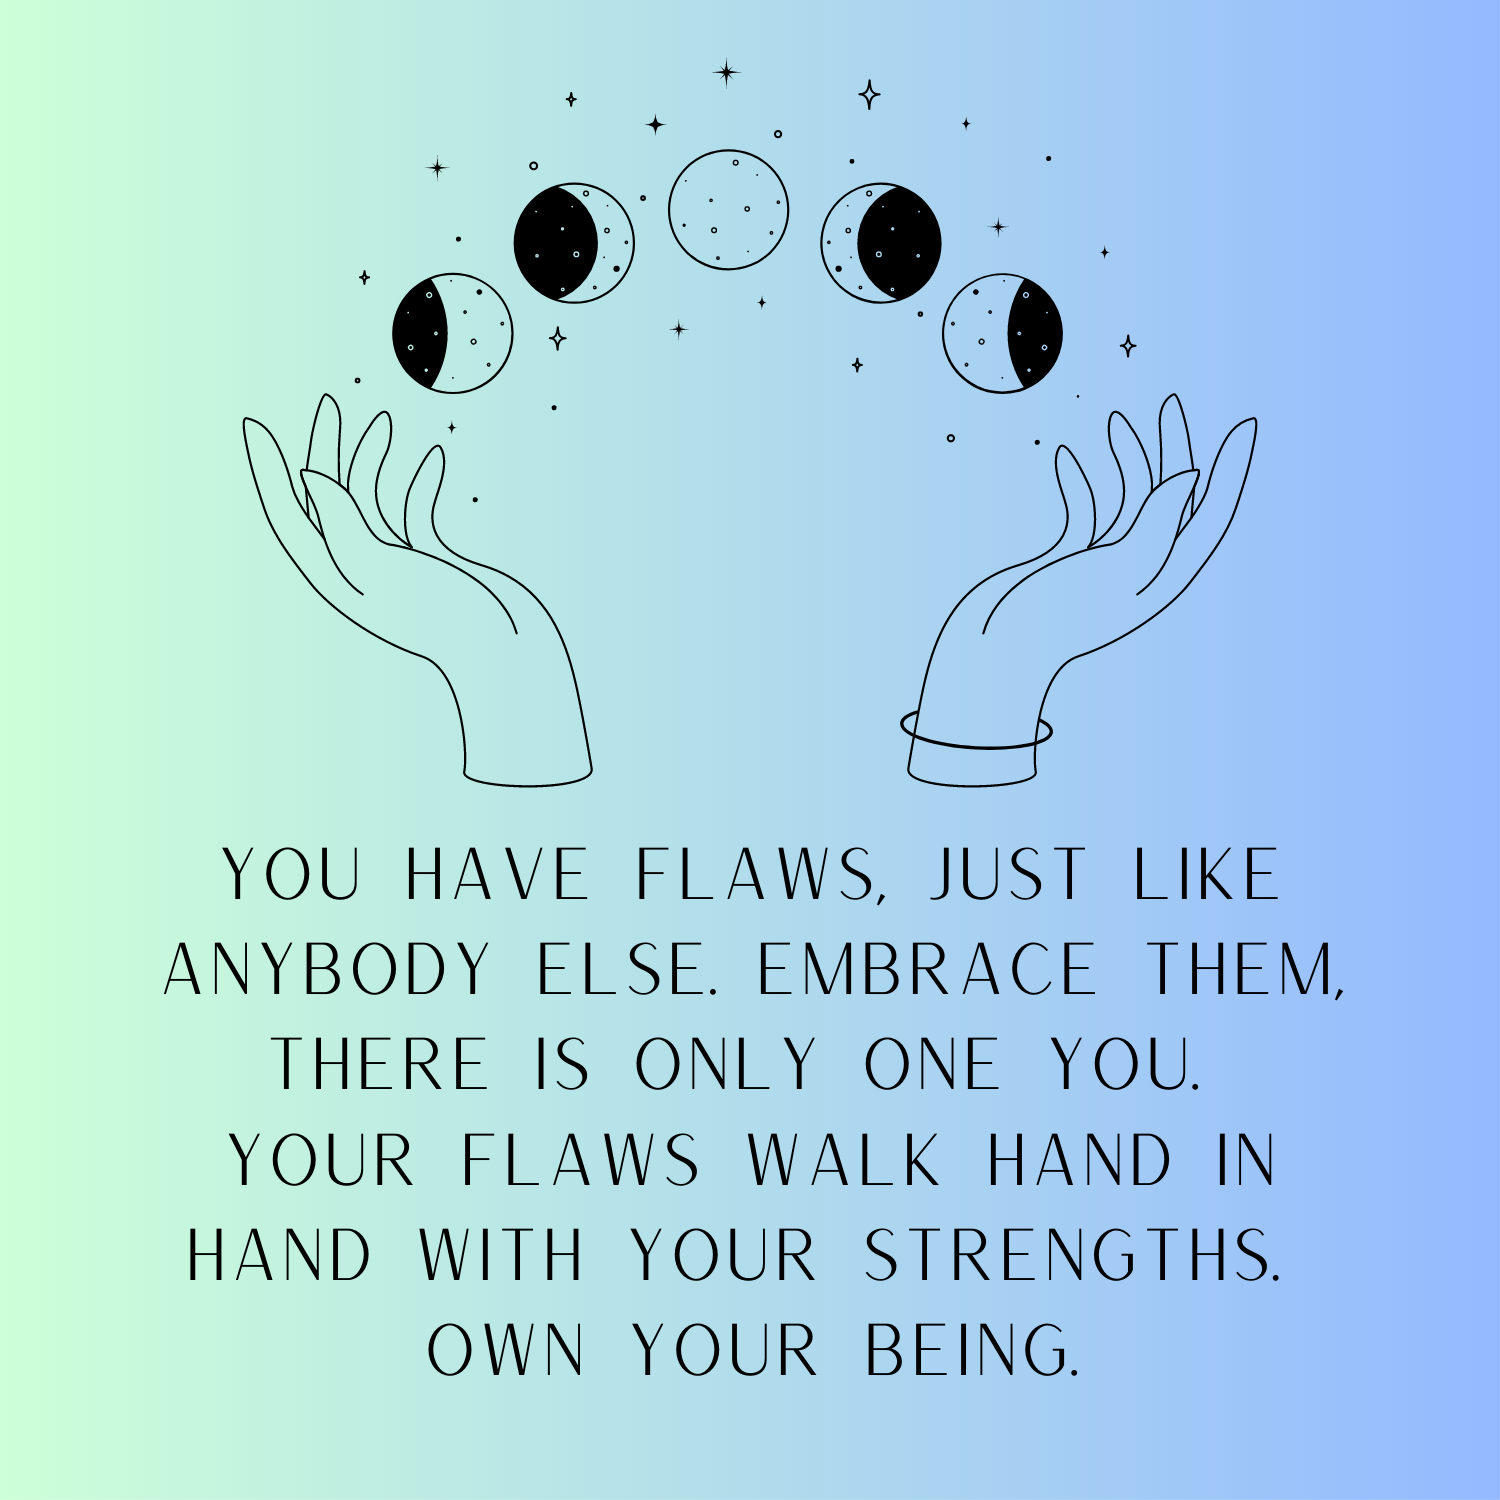 YOU HAVE FLAWS, JUST LIKE
ANYBODY ELSE. EMBRACE THEM,
THERE IS ONLY ONE YOU.
YOUR FLAWS WALK HAND IN
HAND WITH YOUR STRENGTHS.
OWN YOUR BEING.